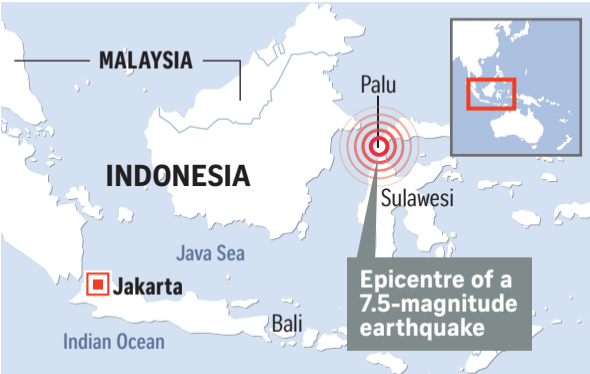 MALAYSIA
Palu
INDONESIA
Sulawesi
Java Sea
Jakarta
Epicentre of a
7.5-magnitude
earthquake
Bali
Indian Ocean